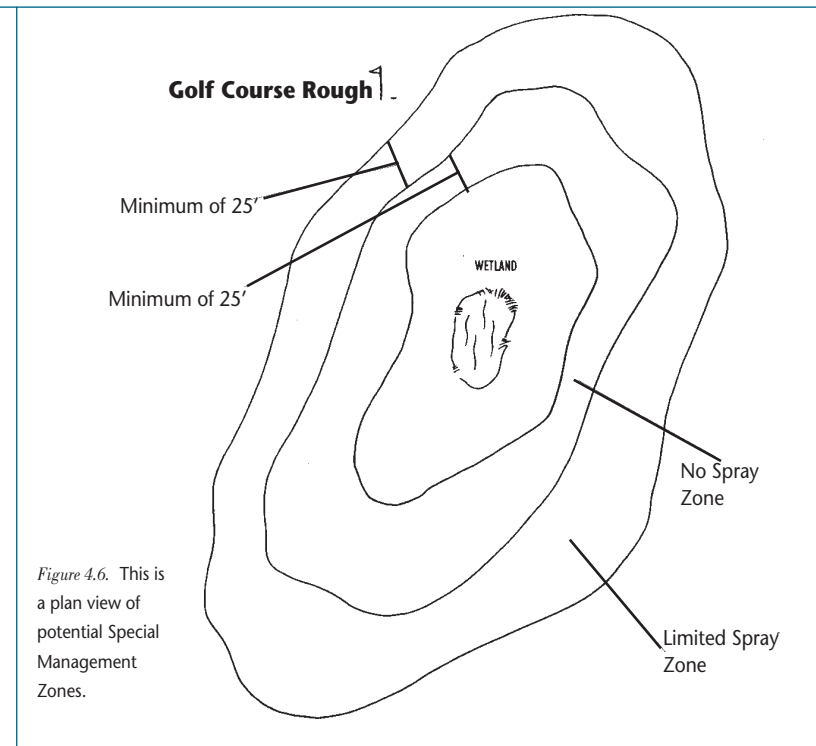 Golf Course Rough
Minimum of 25'
Minimum of 25'
WETLAND
No Spray
Zone
Figure 4.6. This is
a plan view of
potential Special
Management
Zones.
Limited Spray
Zone